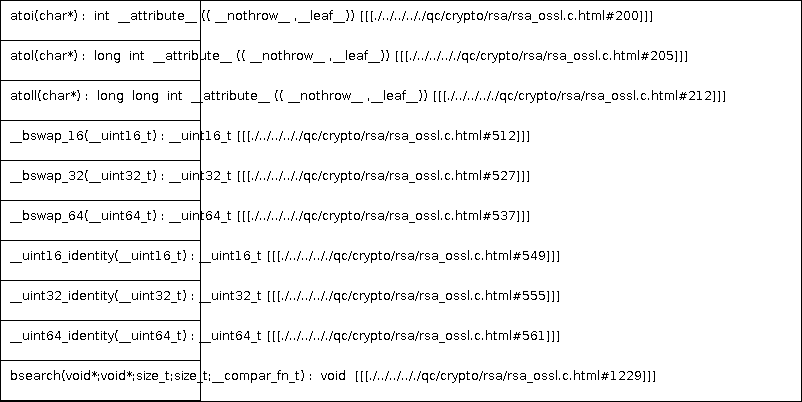 atoi(char*) : int __attribute__ (( __nothrow__ ,__leaf__)) [[[./../../././qc/crypto/rsa/rsa_ossl.c.html#200]]]
atol(char*) : long int __attribute__ (( __nothrow__ ,__leaf__)) [[[./../../././qc/crypto/rsa/rsa_ossl.c.html#205]]]
atoll(char*) : long long int __attribute__ (( __nothrow__ ,__leaf__)) [[[./../../././qc/crypto/rsa/rsa_ossl.c.html#212]]]
__bswap_16(__uint16_t) : __uint16_t [[[./../../././qc/crypto/rsa/rsa_ossl.c.html#512]]]
__bswap_32(__uint32_t) : __uint32_t [[[./../../././qc/crypto/rsa/rsa_ossl.c.html#527]]]
__bswap_64(__uint64_t) : __uint64_t [[[./../../././qc/crypto/rsa/rsa_ossl.c.html#537]]]
__uint16_identity(__uint16_t) : __uint16_t [[[./../../././qc/crypto/rsa/rsa_ossl.c.html#549]]]
__uint32_identity(__uint32_t) : __uint32_t [[[./../../././qc/crypto/rsa/rsa_ossl.c.html#555]]]
__uint64_identity(__uint64_t) : __uint64_t [[[./../../././qc/crypto/rsa/rsa_ossl.c.html#561]]]
bsearch(void*;void*;size_t;size_t;__compar_fn_t) : void [[[./../../././qc/crypto/rsa/rsa_ossl.c.html#1229]]]